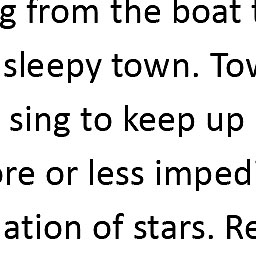 g from the boat t
sleepy town. Tov
sing to keep up
ore or less imped
ation of stars. Re